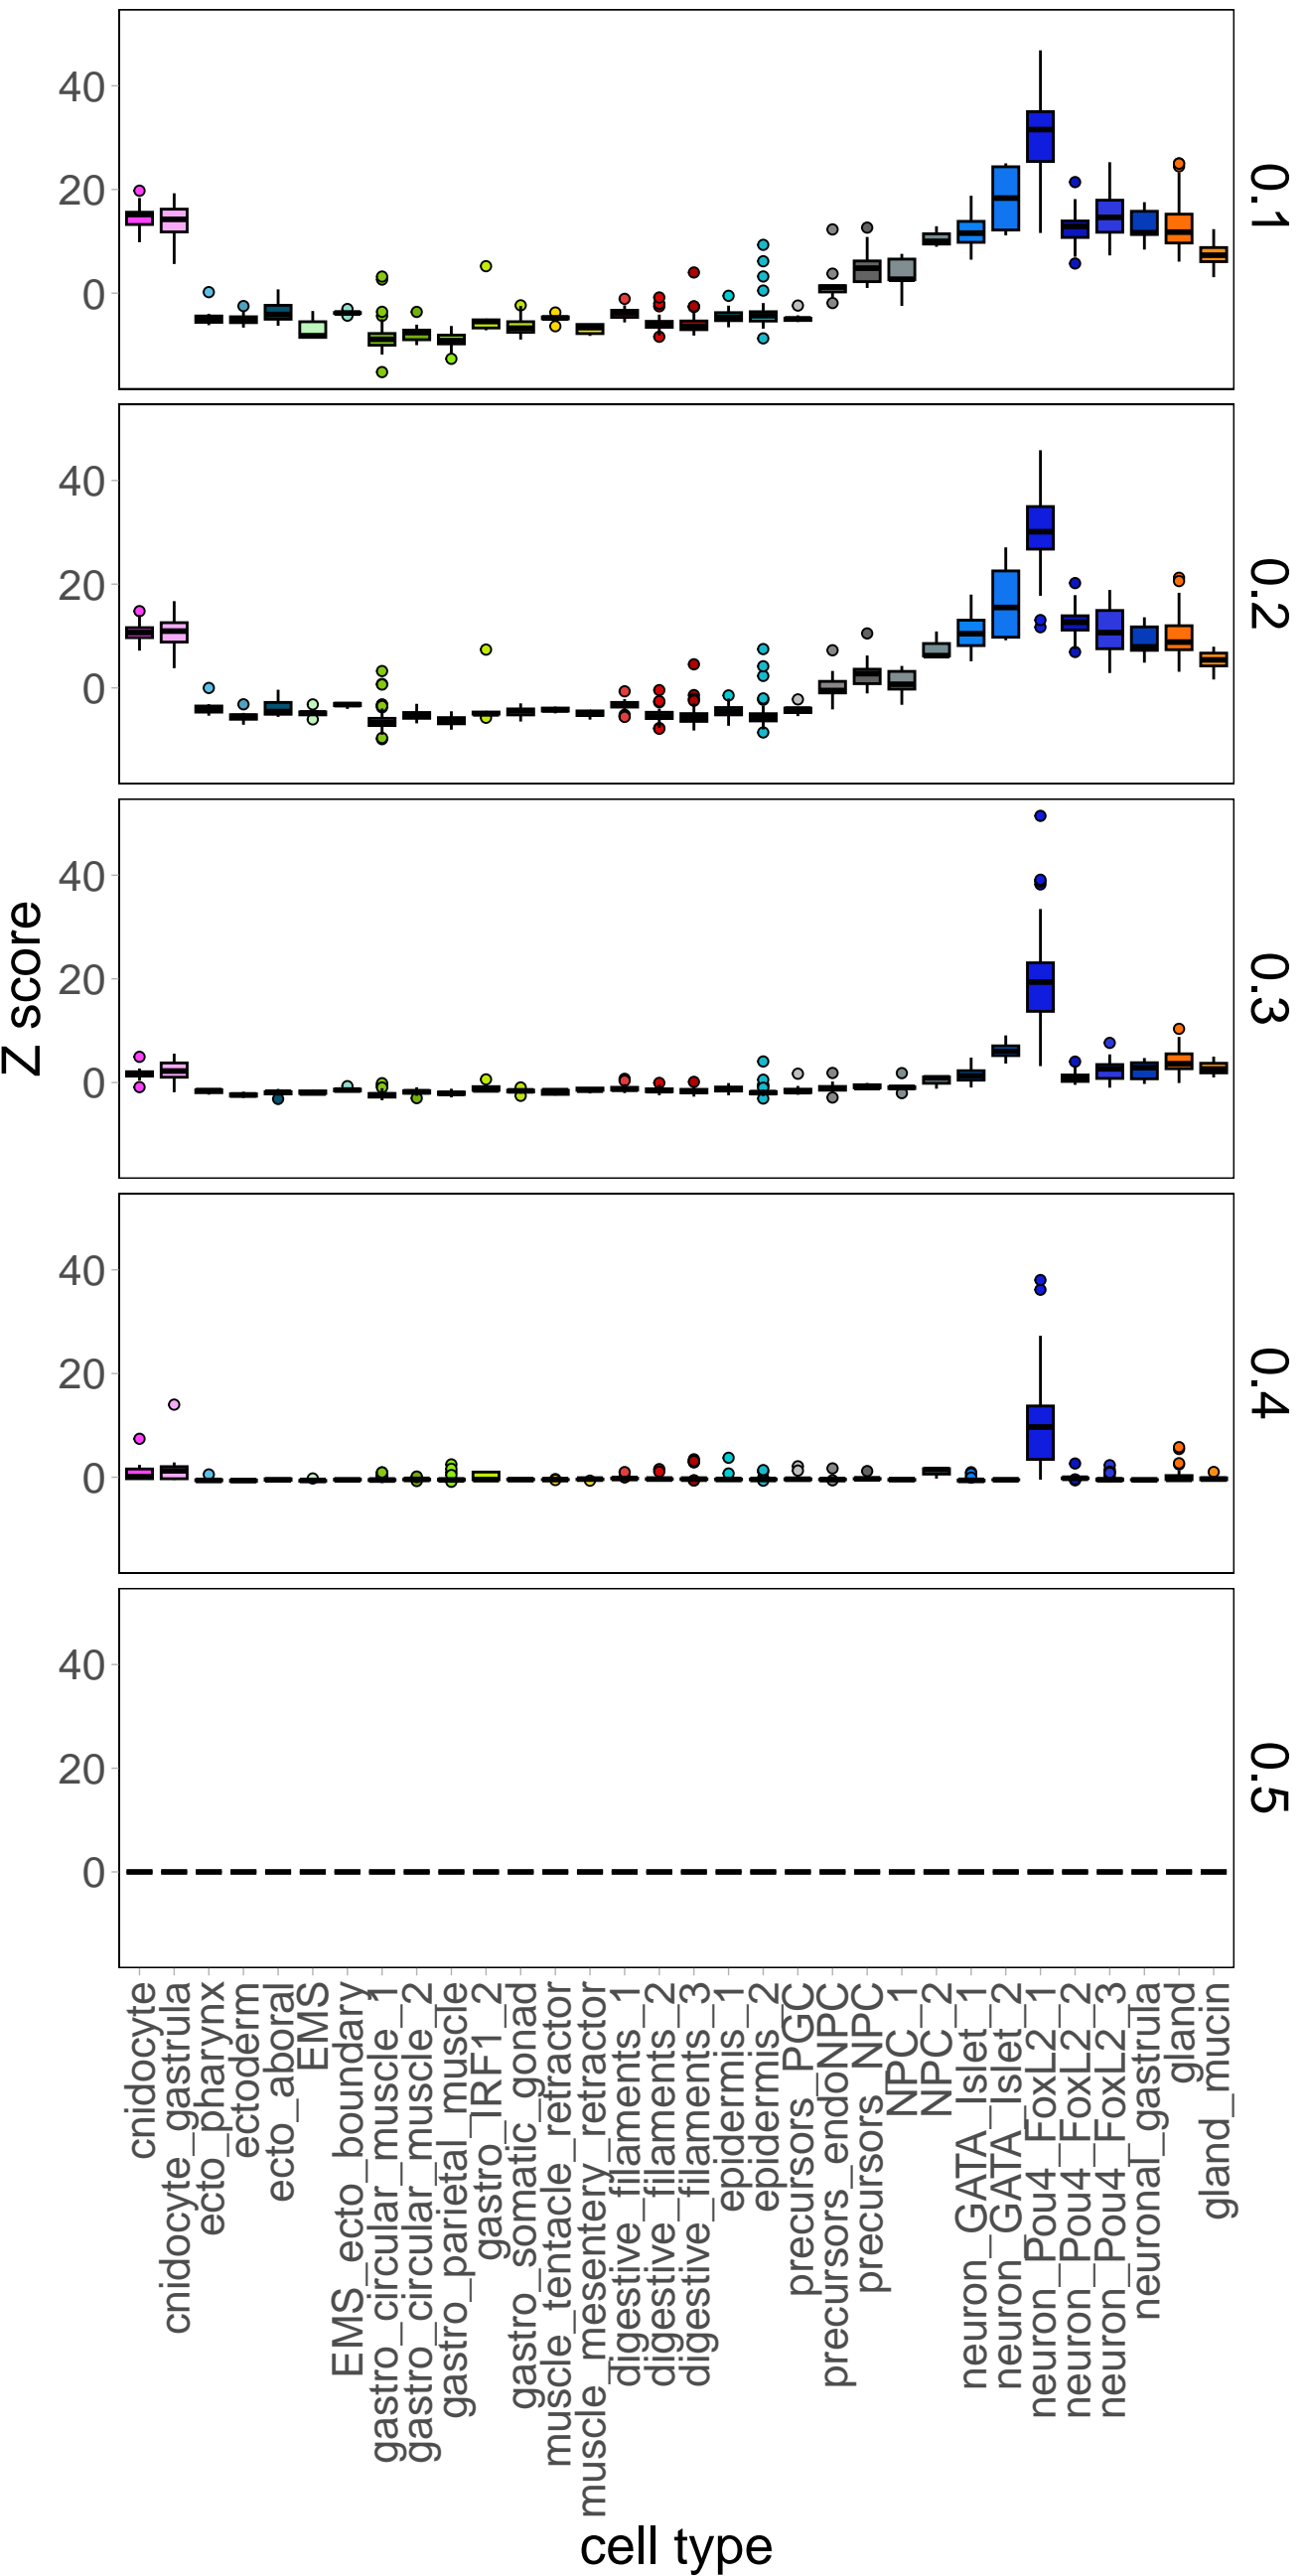 40
20
0
0.1
40
20
0
0.2
40
20
0
0.3
40
20
0
0.4
40
20
0
0.5
Z score
cnidocyte
cnidocyte_gastrula
ecto_pharynx
ectoderm
ecto_aboral
EMS
EMS_ecto_boundary
gastro_circular_muscle_1
gastro_circular_muscle_2
gastro_parietal_muscle
gastro_IRF1_2
gastro_somatic_gonad
muscle_tentacle_retractor
muscle_mesentery_retractor
digestive_filaments_1
digestive_filaments_2
digestive_filaments_3
epidermis_1
epidermis_2
precursors_PGC
precursors_endoNPC
precursors_NPC
NPC_1
NPC_2
neuron_GATA_Islet_1
neuron_GATA_Islet_2
neuron_Pou4_FoxL2_1
neuron_Pou4_FoxL2_2
neuron_Pou4_FoxL2_3
neuronal_gastrula
gland
gland_mucin
cell type